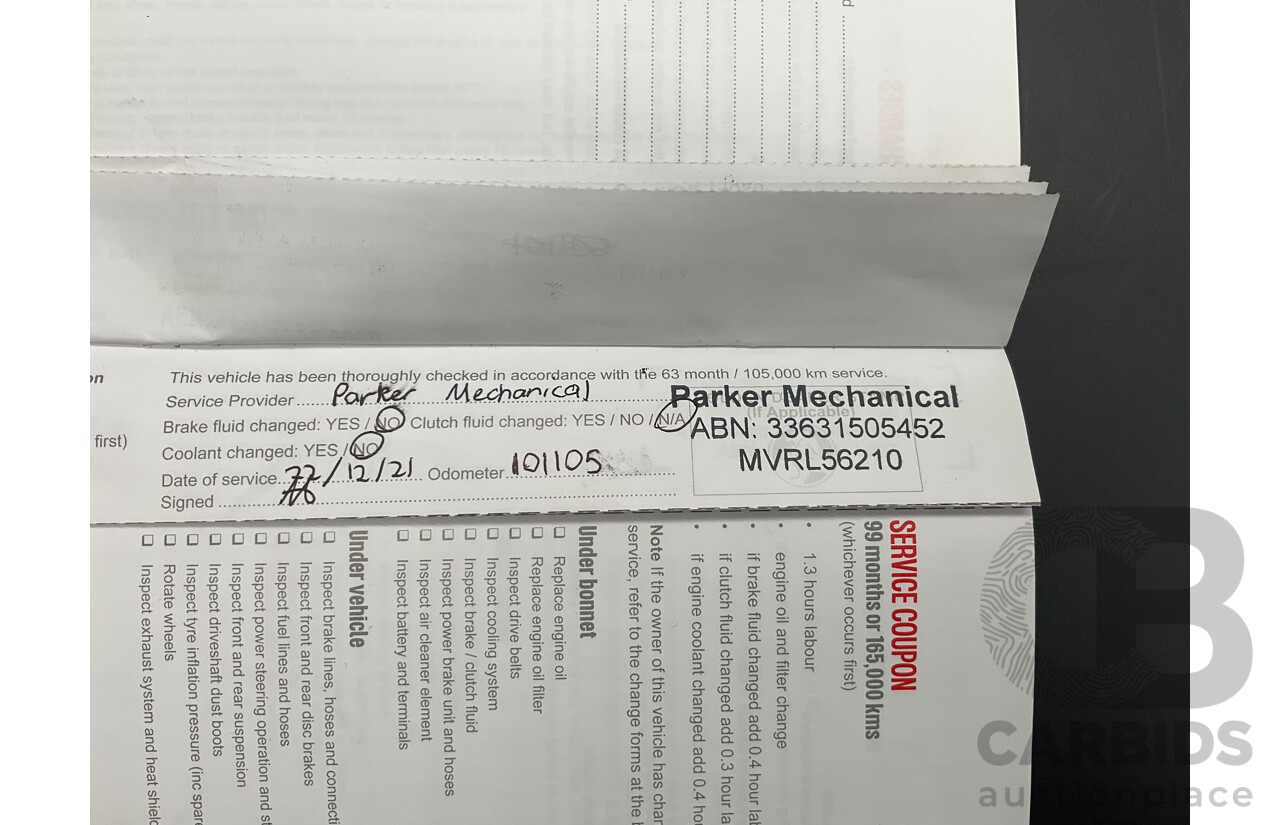 This vehicle has been thoroughly checked in accordance with the 63 month / 105,000 km service.
Service Provider Parker Mechanical
Brake fluid changed: YES / NO Clutch fluid changed: YES / NO / N/A
Coolant changed: YES / NO
Date of service 22/12/21 Odometer 101105
Signed
Parker Mechanical
(If Applicable)
ABN: 33631505452
MVRL56210
on
first)
SERVICE COUPON
99 months or 165,000 kms
(whichever occurs first)
• 1.3 hours labour
engine oil and filter change
• if brake fluid changed add 0.4 hour
• if clutch fluid changed add 0.3 hour
• if engine coolant changed add 0.4
Note If the owner of this vehicle has
service, refer to the change forms at the
Under bonnet
Replace engine oil
Replace engine oil filter
Inspect drive belts
Inspect cooling system
Inspect brake / clutch fluid
Inspect power brake unit and hoses
Inspect air cleaner element
Inspect battery and terminals
Under vehicle
Inspect brake lines, hoses and
Inspect front and rear disc brakes
Inspect fuel lines and hoses
Inspect power steering operation and
Inspect front and rear suspension
Inspect driveshaft dust boots
Inspect tyre inflation pressure (inc
Rotate wheels
Inspect exhaust system and heat
CARBIDS
auctionplace